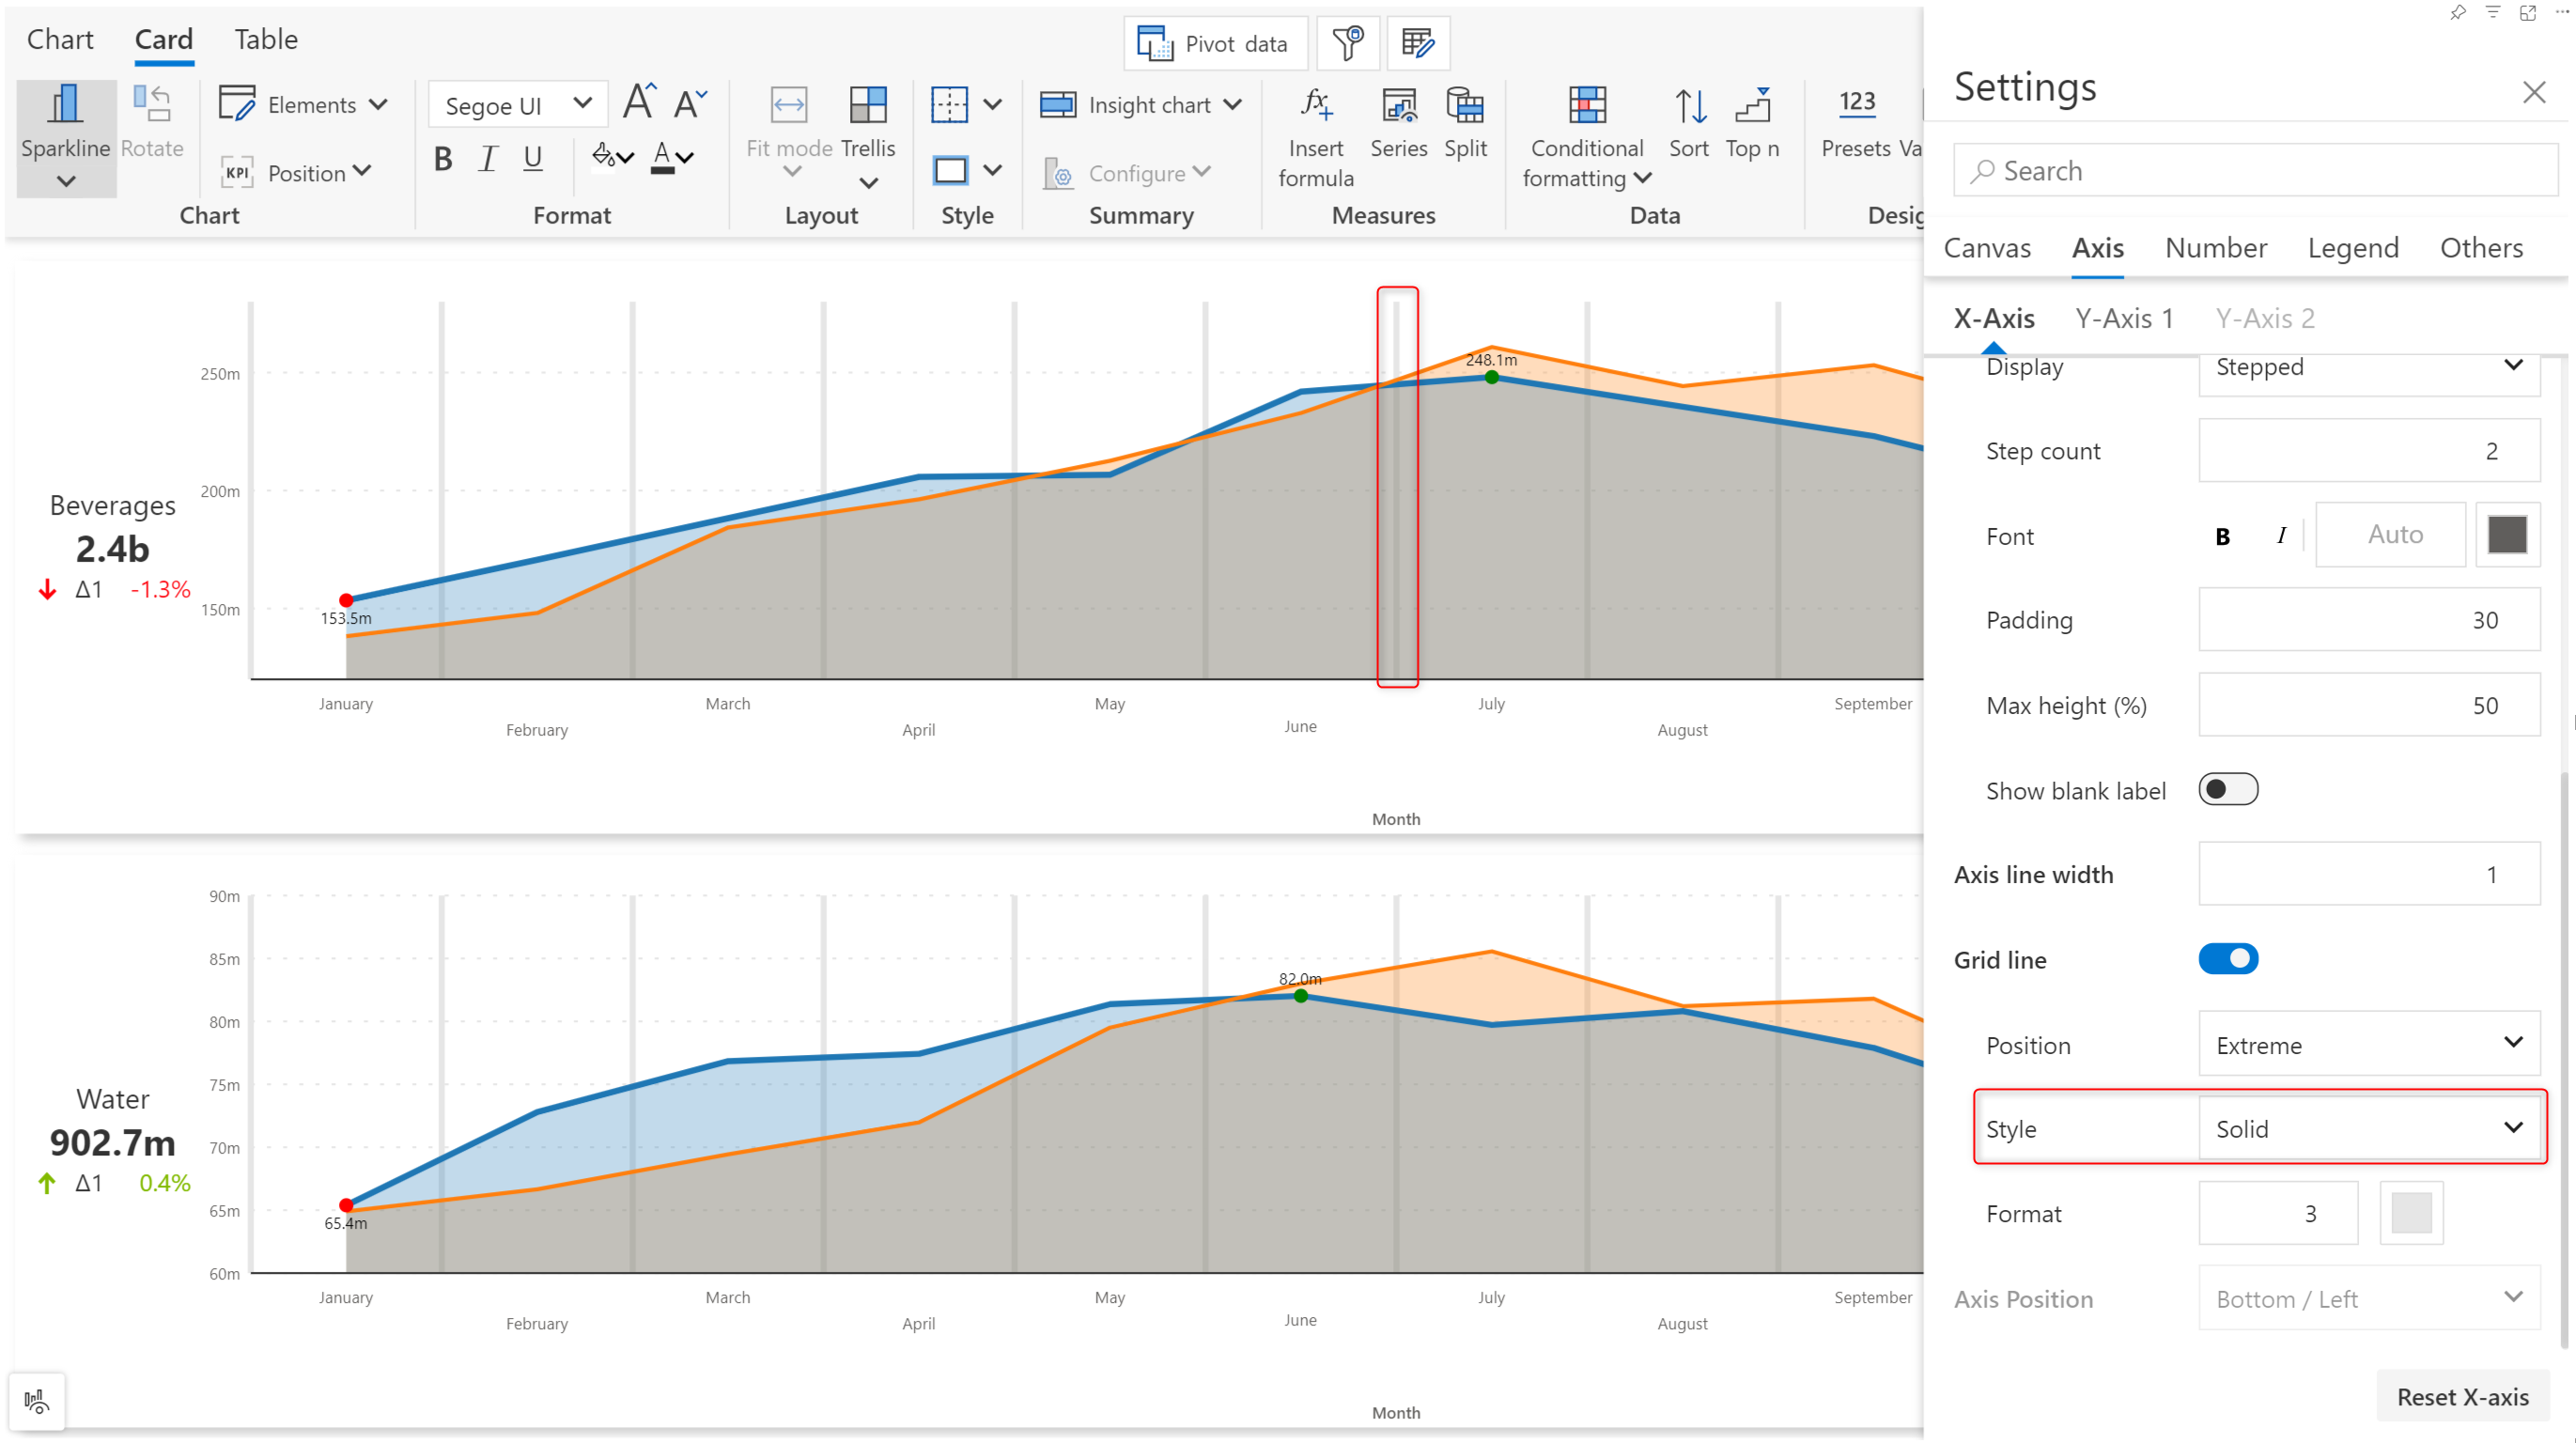 Chart Card Table
Pivot data
Sparkline
Rotate
Elements
KPI Position
Chart
Segoe UI
A A
B I U A
Format
Fit mode Trellis
Layout
Style
Insight chart
Configure
Summary
fx
Insert
formula
Series Split
Measures
Conditional
formatting
Sort Top n
Data
123
Presets Va
Desig
Beverages
2.4b
Δ1 -1.3%
250m
200m
150m
153.5m
248.1m
January
February
March
April
May
June
July
August
September
Month
Water
902.7m
Δ1 0.4%
90m
85m
80m
75m
70m
65m
60m
65.4m
82.0m
January
February
March
April
May
June
July
August
September
Month
Settings
Search
Canvas Axis Number Legend Others
X-Axis Y-Axis 1 Y-Axis 2
Display Stepped
Step count 2
Font B I Auto
Padding 30
Max height (%) 50
Show blank label
Axis line width 1
Grid line
Position Extreme
Style Solid
Format 3
Axis Position Bottom / Left
Reset X-axis